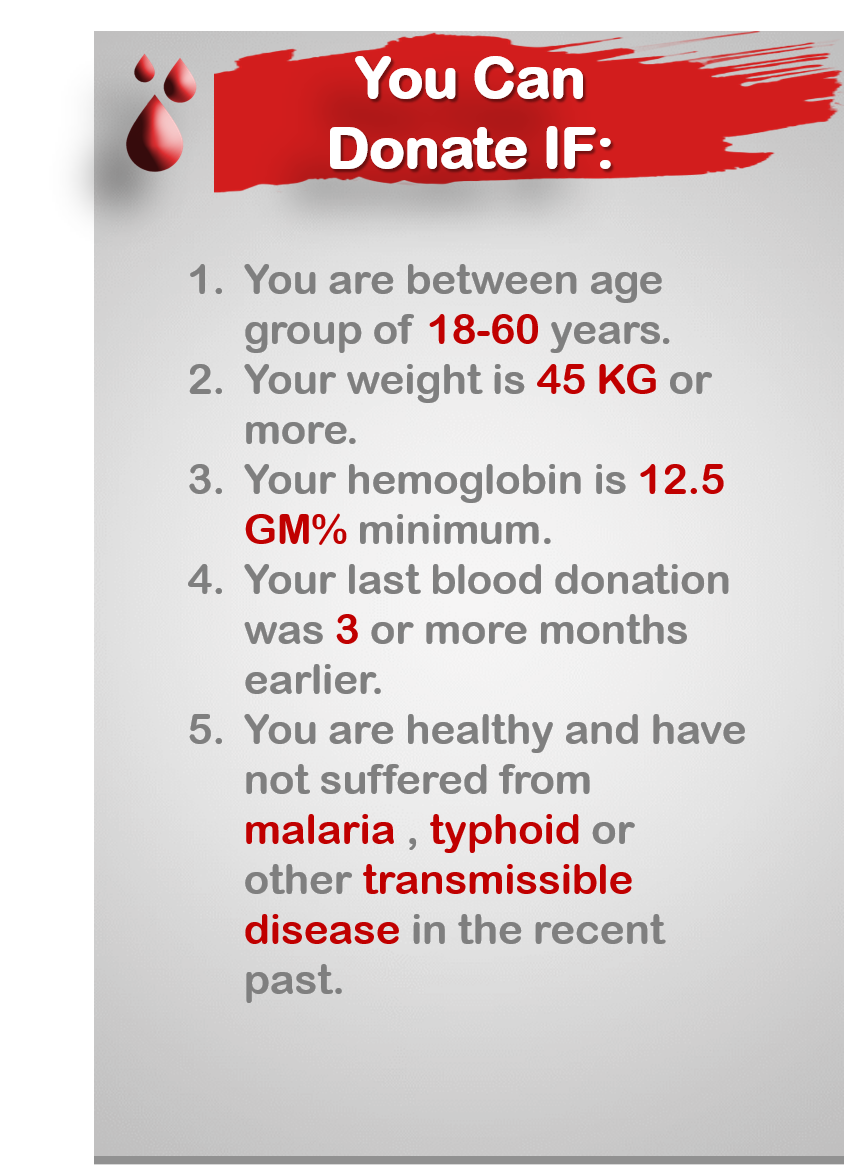 You Can
Donate IF:
1. You are between age
group of 18-60 years.
2. Your weight is 45 KG or
more.
3. Your hemoglobin is 12.5
GM% minimum.
4. Your last blood donation
was 3 or more months
earlier.
5. You are healthy and have
not suffered from
malaria , typhoid or
other transmissible
disease in the recent
past.